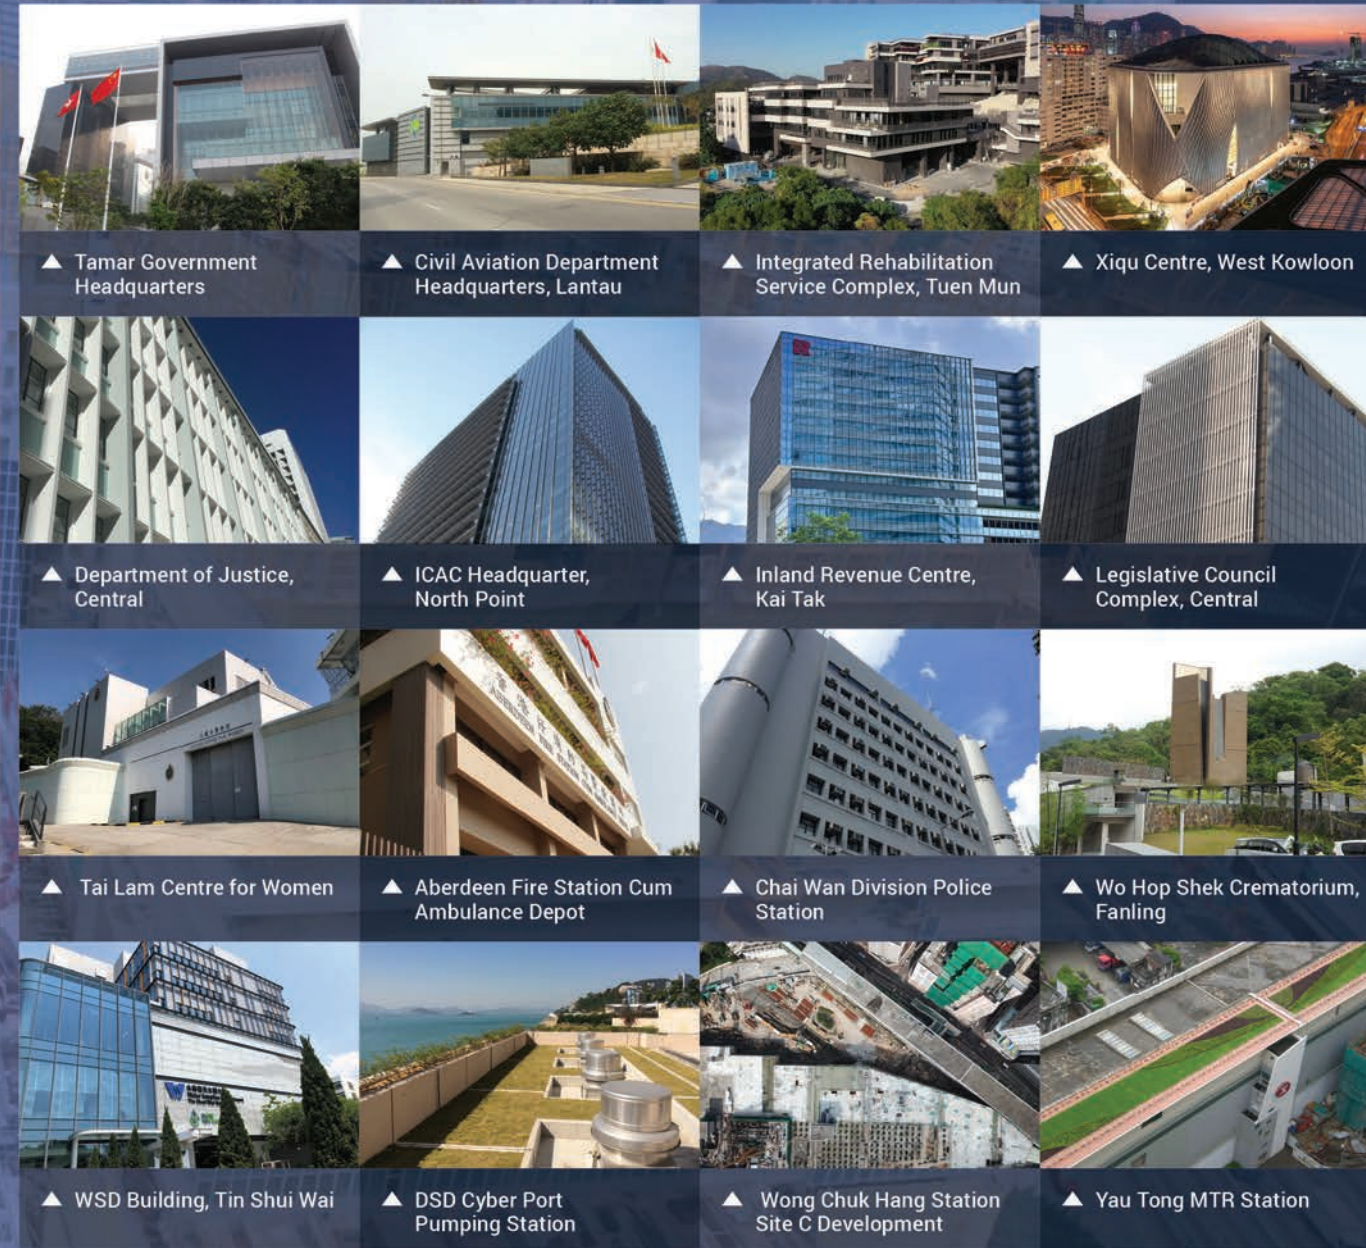 Tamar Government
Headquarters
Civil Aviation Department
Headquarters, Lantau
Integrated Rehabilitation
Service Complex, Tuen Mun
Xiqu Centre, West Kowloon
Department of Justice,
Central
ICAC Headquarter,
North Point
Inland Revenue Centre,
Kai Tak
Legislative Council
Complex, Central
Tai Lam Centre for Women
ABERDEEN
Aberdeen Fire Station Cum
Ambulance Depot
Chai Wan Division Police
Station
Wo Hop Shek Crematorium,
Fanling
WSD Building, Tin Shui Wai
DSD Cyber Port
Pumping Station
Wong Chuk Hang Station
Site C Development
Yau Tong MTR Station